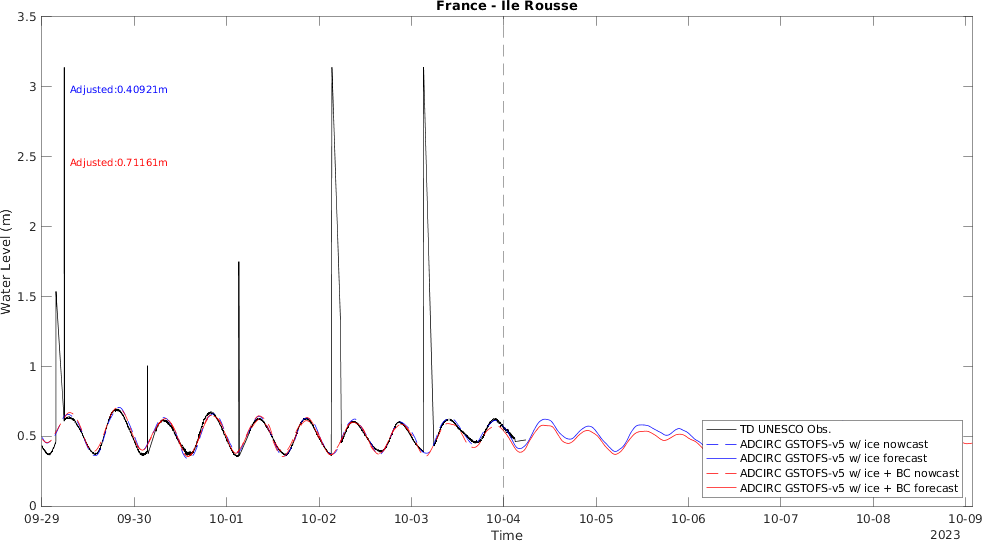 France - Ile Rousse
3.5
3
2.5
2
1.5
1
0.5
0
Water Level (m)
Adjusted:0.40921m
Adjusted:0.71161m
TD UNESCO Obs.
ADCIRC GSTOFS-v5 w/ ice nowcast
ADCIRC GSTOFS-v5 w/ ice forecast
ADCIRC GSTOFS-v5 w/ ice + BC nowcast
ADCIRC GSTOFS-v5 w/ ice + BC forecast
09-29 09-30 10-01 10-02 10-03 10-04 10-05 10-06 10-07 10-08 10-09
Time
2023